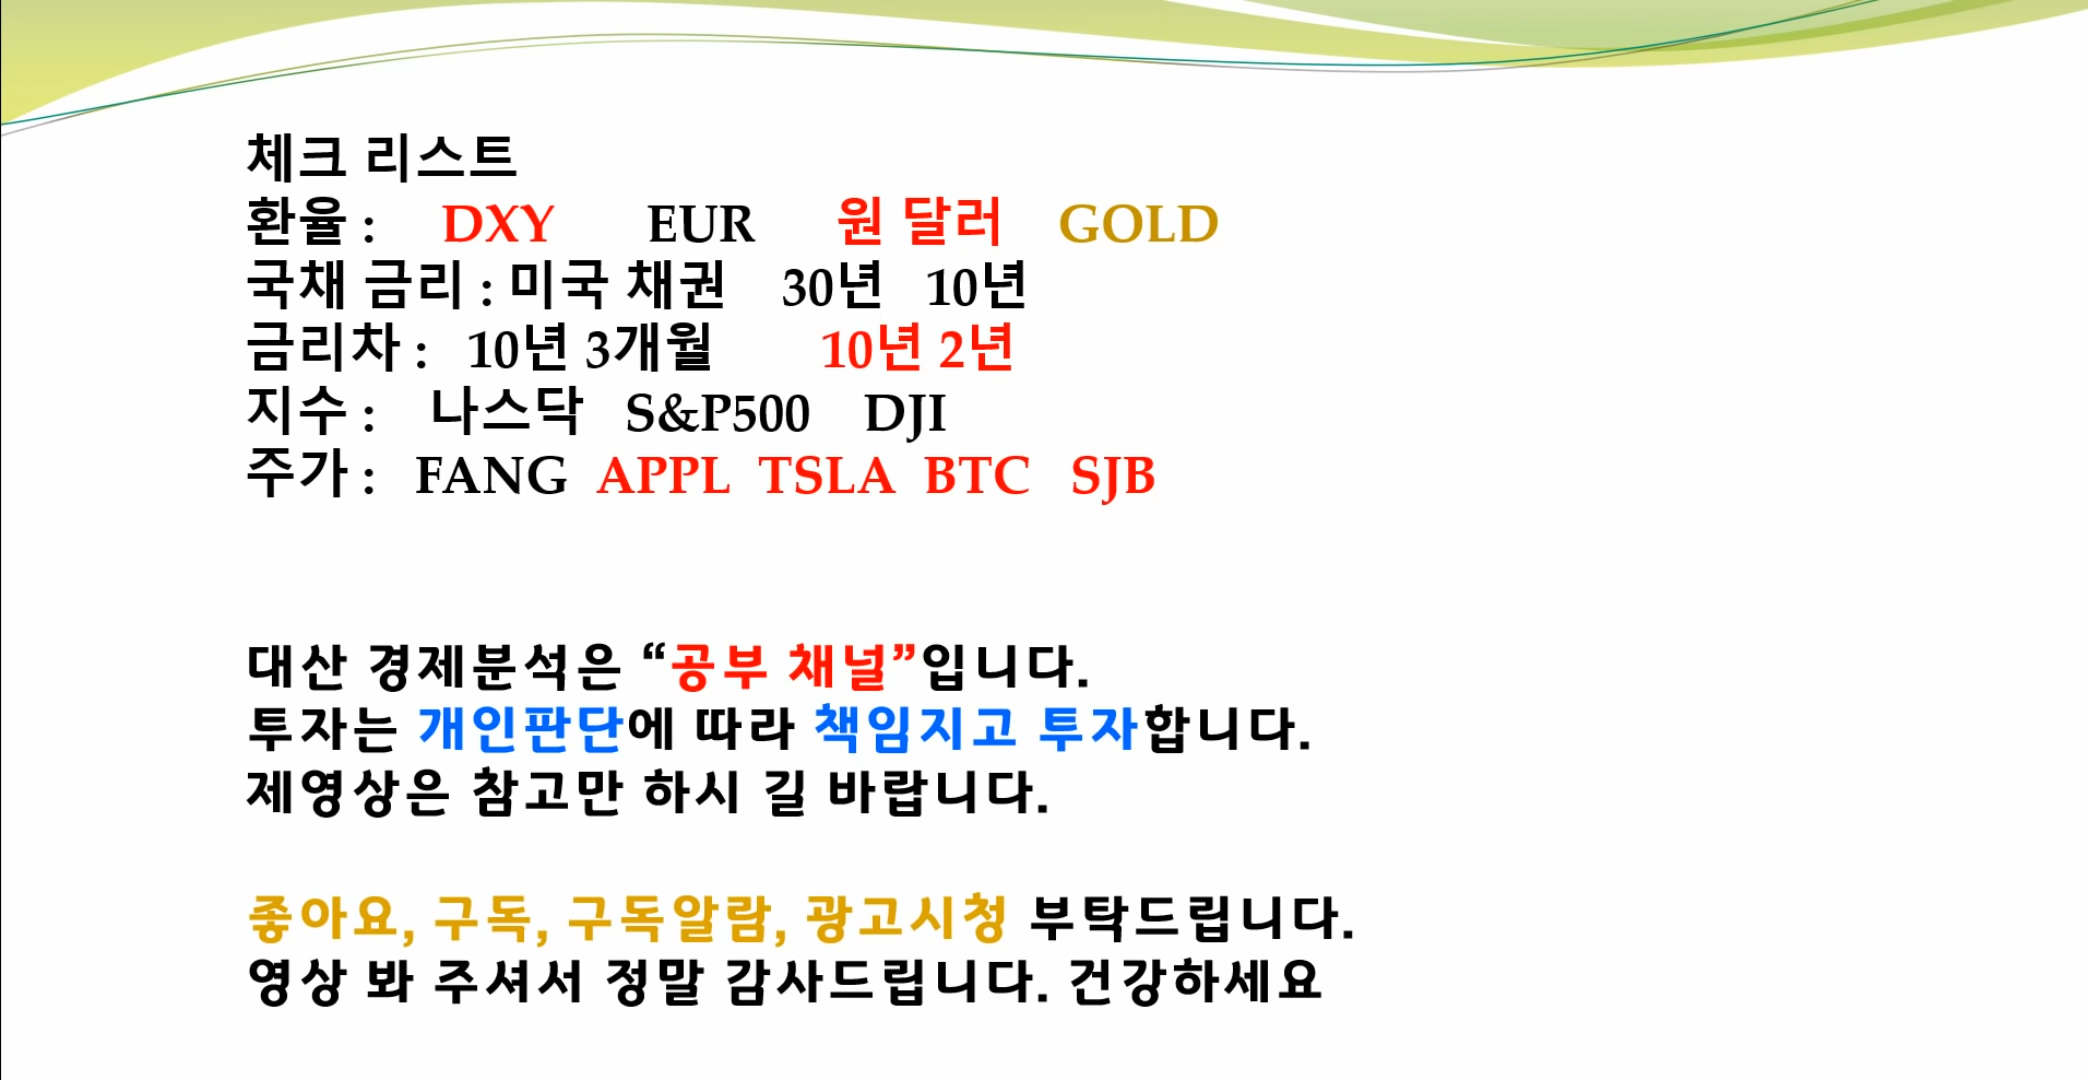 체크 리스트
환율 : DXY EUR 원 달러 GOLD
국채 금리 : 미국 채권 30년 10년
금리차 : 10년 3개월 10년 2년
지수 : 나스닥 S&P500 DJI
주가 : FANG APPL TSLA BTC SJB
대산 경제분석은 “공부 채널”입니다.
투자는 개인판단에 따라 책임지고 투자합니다.
제영상은 참고만 하시 길 바랍니다.
좋아요, 구독, 구독알람, 광고시청 부탁드립니다.
영상 봐 주셔서 정말 감사드립니다. 건강하세요